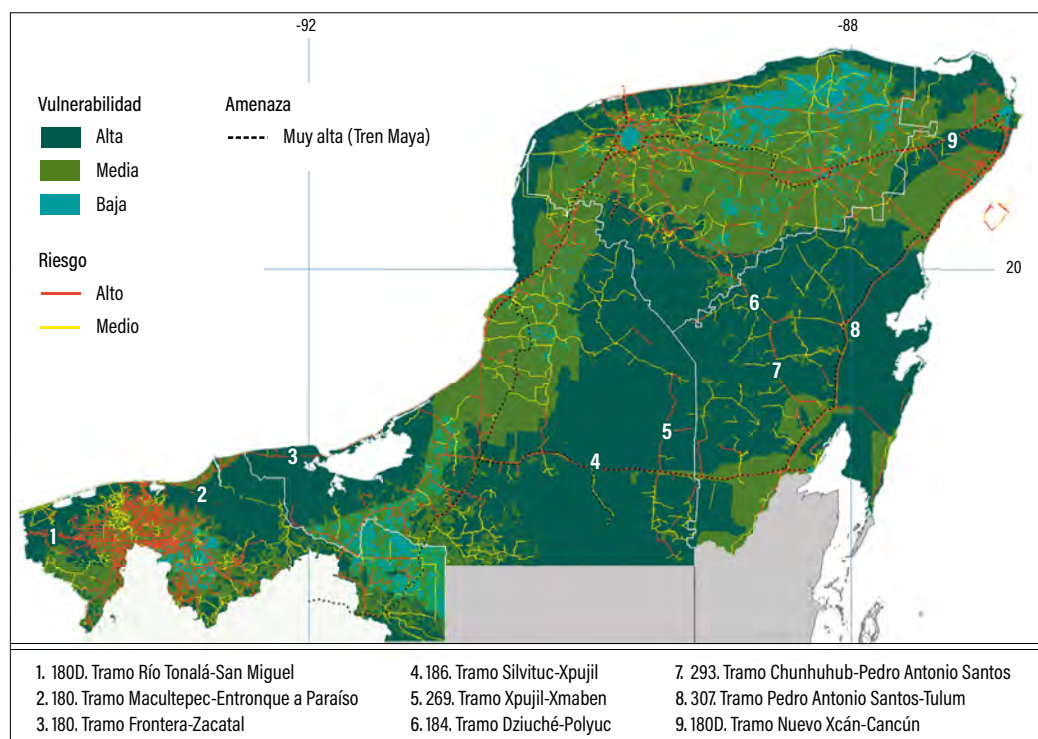 -92
-88
Vulnerabilidad
Alta
Media
Baja
Amenaza
Muy alta (Tren Maya)
Riesgo
Alto
Medio
20
1
2
3
4
5
6
7
8
9
1. 180D. Tramo Río Tonalá-San Miguel
2. 180. Tramo Macultepec-Entronque a Paraíso
3. 180. Tramo Frontera-Zacatal
4. 186. Tramo Silvituc-Xpujil
5. 269. Tramo Xpujil-Xmaben
6. 184. Tramo Dziuché-Polyuc
7. 293. Tramo Chunhuhub-Pedro Antonio Santos
8. 307. Tramo Pedro Antonio Santos-Tulum
9. 180D. Tramo Nuevo Xcán-Cancún